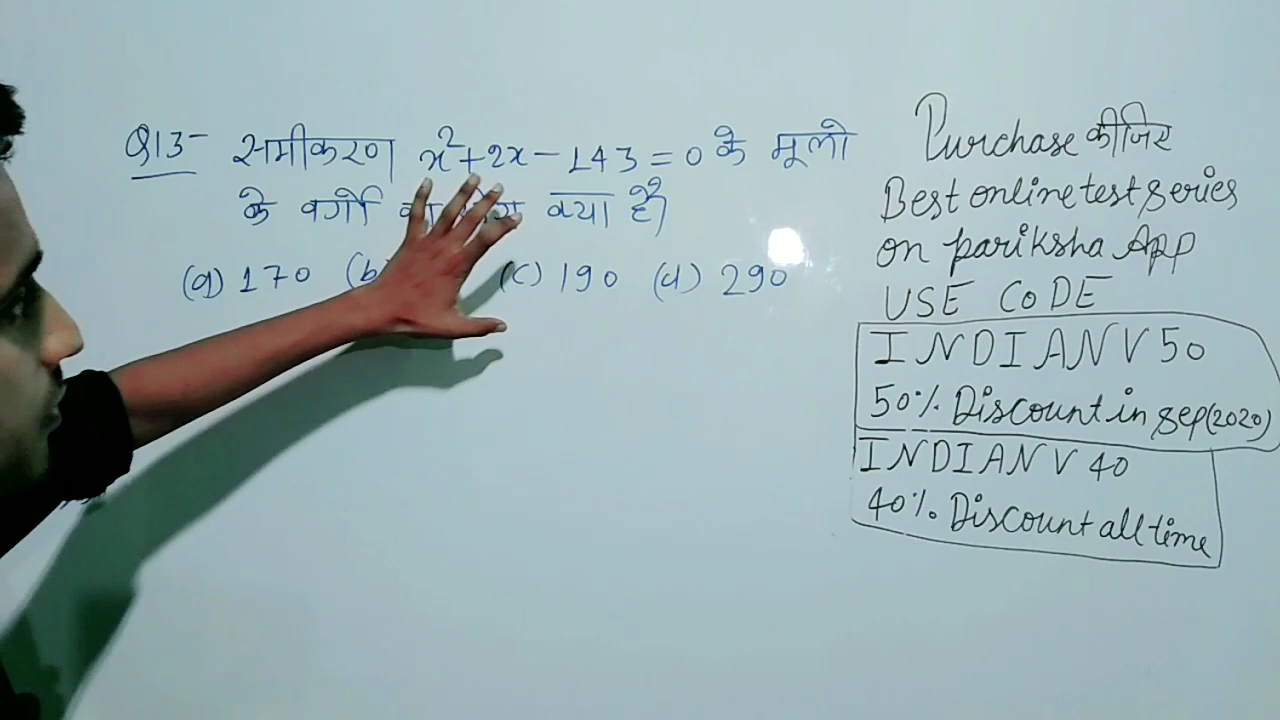 Q13- समीकरण x²+2x-143=0 के मूलो
के वर्गो क्या है?
(a) 170 (b) (c) 190 (d) 290
Purchase कीजिए
Best online test series
on pariksha App
USE CODE
INDIANV50
50% Discount in sep(2020)
INDIANV40
40% Discount all time